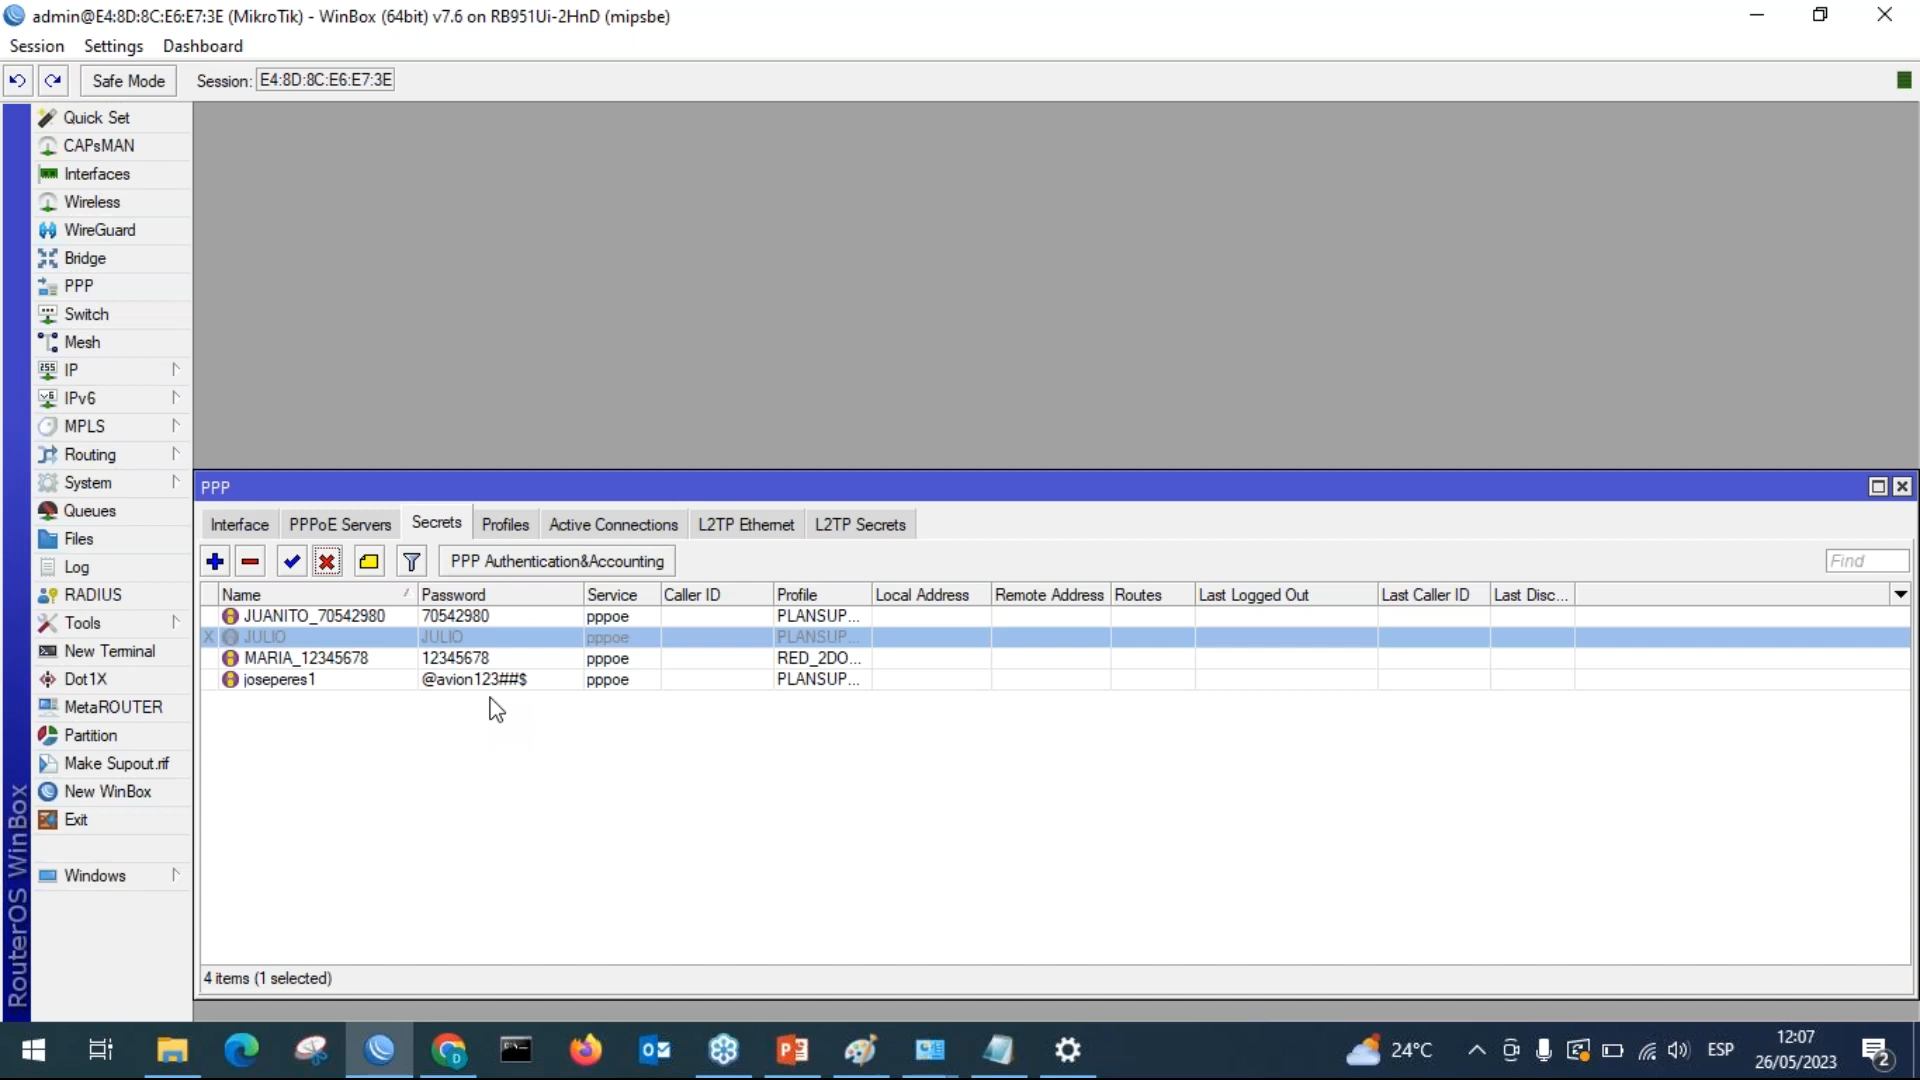 admin@E4:8D:8C:E6:E7:3E (MikroTik) - WinBox (64bit) v7.6 on RB951Ui-2HnD (mipsbe)
Session Settings Dashboard
Safe Mode Session: E4:8D:8C:E6:E7:3E
Quick Set
CAPsMAN
Interfaces
Wireless
WireGuard
Bridge
PPP
Switch
Mesh
IP
IPv6
MPLS
Routing
System
Queues
Files
Log
RADIUS
Tools
New Terminal
Dot1X
MetaROUTER
Partition
Make Supout.rif
New WinBox
Exit
Windows
RouterOS WinBox
PPP
Interface PPPoE Servers Secrets Profiles Active Connections L2TP Ethernet L2TP Secrets
PPP Authentication&Accounting Find
Name Password Service Caller ID Profile Local Address Remote Address Routes Last Logged Out Last Caller ID Last Disc...
JUANITO_70542980 70542980 pppoe PLANSUP...
X JULIO JULIO pppoe PLANSUP...
MARIA_12345678 12345678 pppoe RED_2DO...
joseperes1 @avion123##$ pppoe PLANSUP...
4 items (1 selected)
24°C ESP 12:07
26/05/2023 2